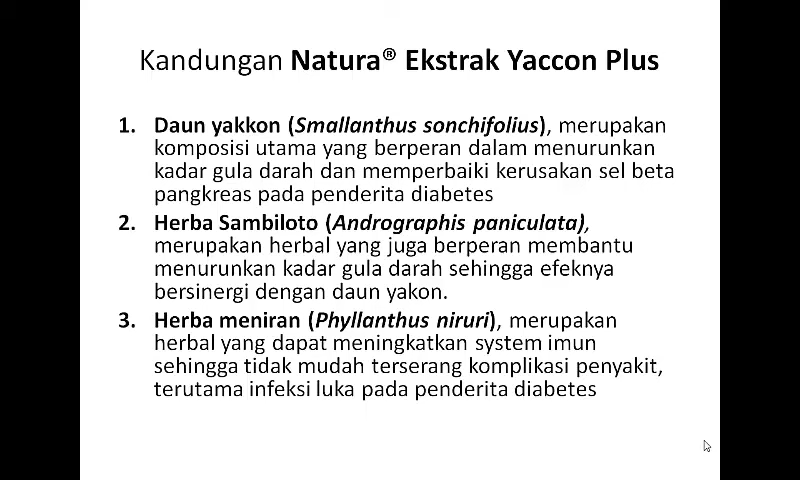 Kandungan Natura® Ekstrak Yaccon Plus
1. Daun yakkon (Smallanthus sonchifolius), merupakan
komposisi utama yang berperan dalam menurunkan
kadar gula darah dan memperbaiki kerusakan sel beta
pangkreas pada penderita diabetes
2. Herba Sambiloto (Andrographis paniculata),
merupakan herbal yang juga berperan membantu
menurunkan kadar gula darah sehingga efeknya
bersinergi dengan daun yakon.
3. Herba meniran (Phyllanthus niruri), merupakan
herbal yang dapat meningkatkan system imun
sehingga tidak mudah terserang komplikasi penyakit,
terutama infeksi luka pada penderita diabetes